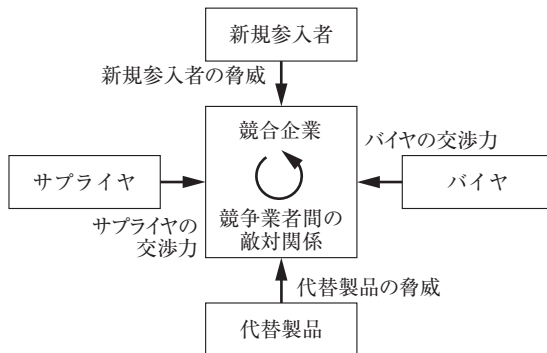 新規参入者
新規参入者の脅威
競合企業
バイヤの交渉力
サプライヤ
バイヤ
サプライヤの
交渉力
競争業者間の
敵対関係
代替製品の脅威
代替製品